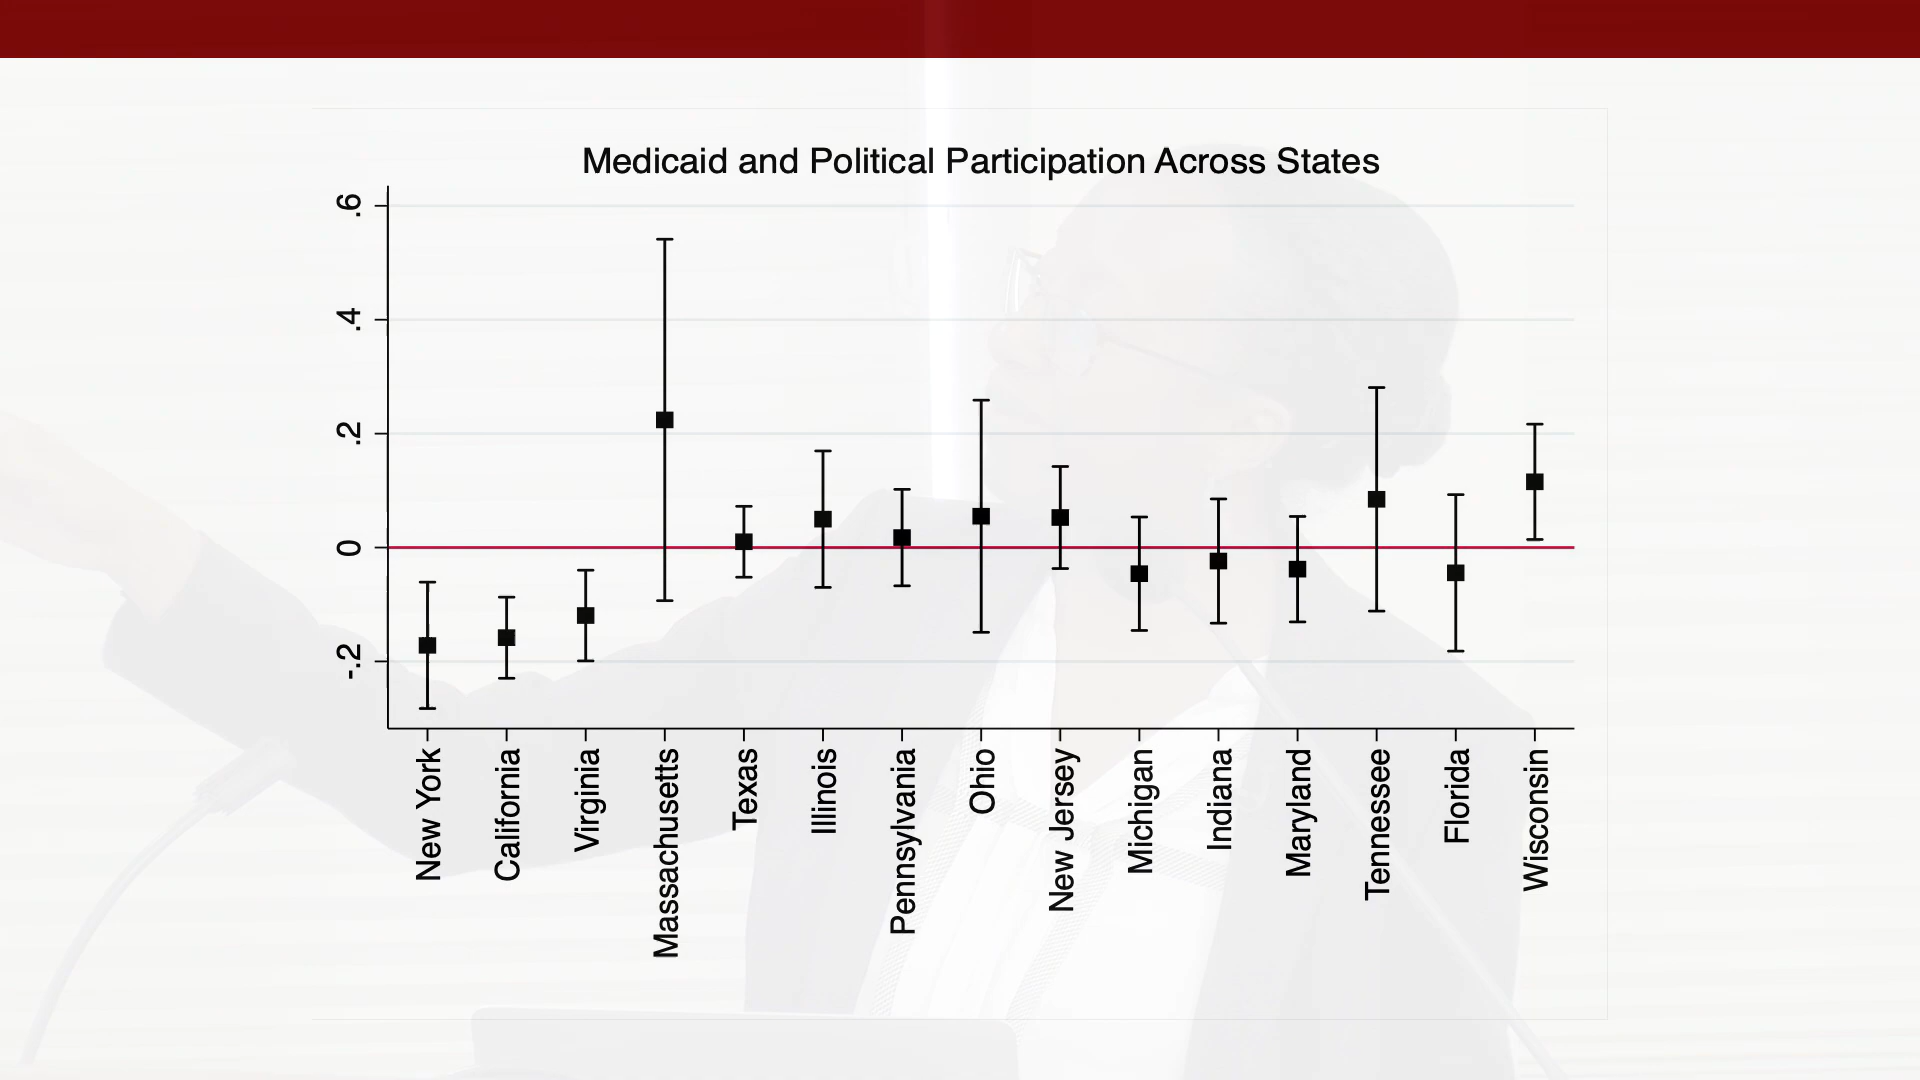 Medicaid and Political Participation Across States
.6
.4
.2
0
-.2
New York
California
Virginia
Massachusetts
Texas
Illinois
Pennsylvania
Ohio
New Jersey
Michigan
Indiana
Maryland
Tennessee
Florida
Wisconsin